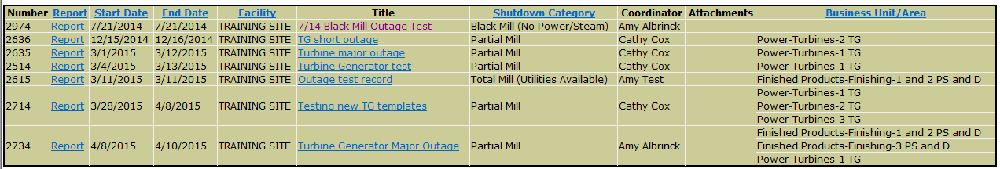 Number Report Start Date End Date Facility Title Shutdown Category Coordinator Attachments Business Unit/Area
2974 Report 7/21/2014 7/21/2014 TRAINING SITE 7/14 Black Mill Outage Test Black Mill (No Power/Steam) Amy Albrinck --
2636 Report 12/15/2014 12/16/2014 TRAINING SITE TG short outage Partial Mill Cathy Cox Power-Turbines-2 TG
2635 Report 3/1/2015 3/12/2015 TRAINING SITE Turbine major outage Partial Mill Cathy Cox Power-Turbines-1 TG
2514 Report 3/4/2015 3/13/2015 TRAINING SITE Turbine Generator test Partial Mill Cathy Cox Power-Turbines-1 TG
2615 Report 3/11/2015 3/11/2015 TRAINING SITE Outage test record Total Mill (Utilities Available) Amy Test Finished Products-Finishing-1 and 2 PS and D
Power-Turbines-1 TG
2714 Report 3/28/2015 4/8/2015 TRAINING SITE Testing new TG templates Partial Mill Cathy Cox Power-Turbines-2 TG
Power-Turbines-3 TG
Finished Products-Finishing-1 and 2 PS and D
2734 Report 4/8/2015 4/10/2015 TRAINING SITE Turbine Generator Major Outage Partial Mill Amy Albrinck Finished Products-Finishing-3 PS and D
Power-Turbines-1 TG